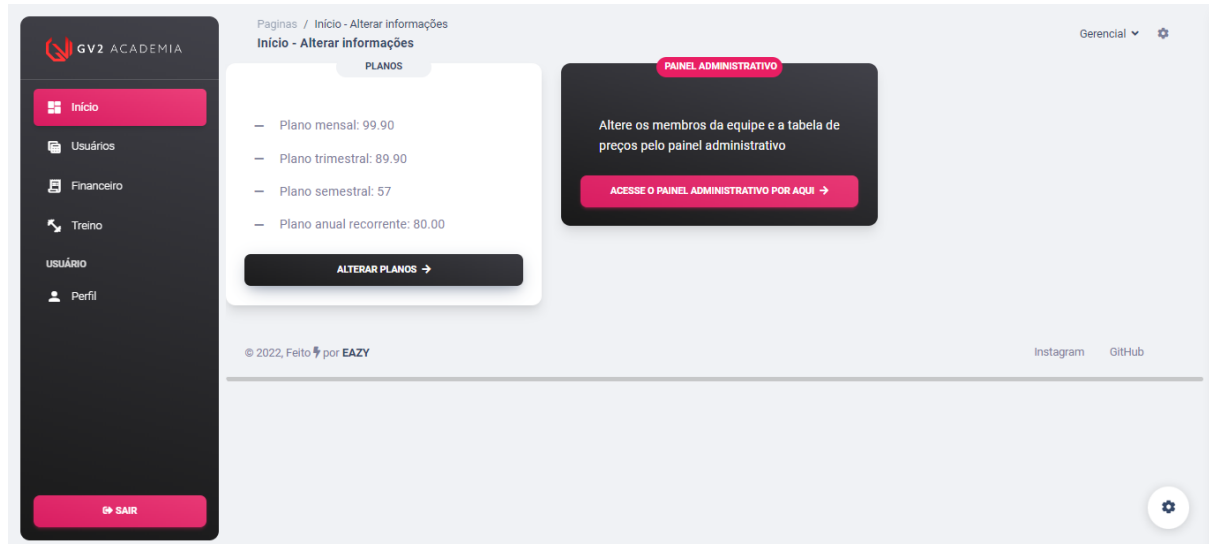 GV2 ACADEMIA
Início
Usuários
Financeiro
Treino
USUÁRIO
Perfil
SAIR
Paginas / Início - Alterar informações
Início - Alterar informações
Gerencial
PLANOS
Plano mensal: 99.90
Plano trimestral: 89.90
Plano semestral: 57
Plano anual recorrente: 80.00
ALTERAR PLANOS
PAINEL ADMINISTRATIVO
Altere os membros da equipe e a tabela de
preços pelo painel administrativo
ACESSE O PAINEL ADMINISTRATIVO POR AQUI
© 2022, Feito por EAZY
Instagram GitHub